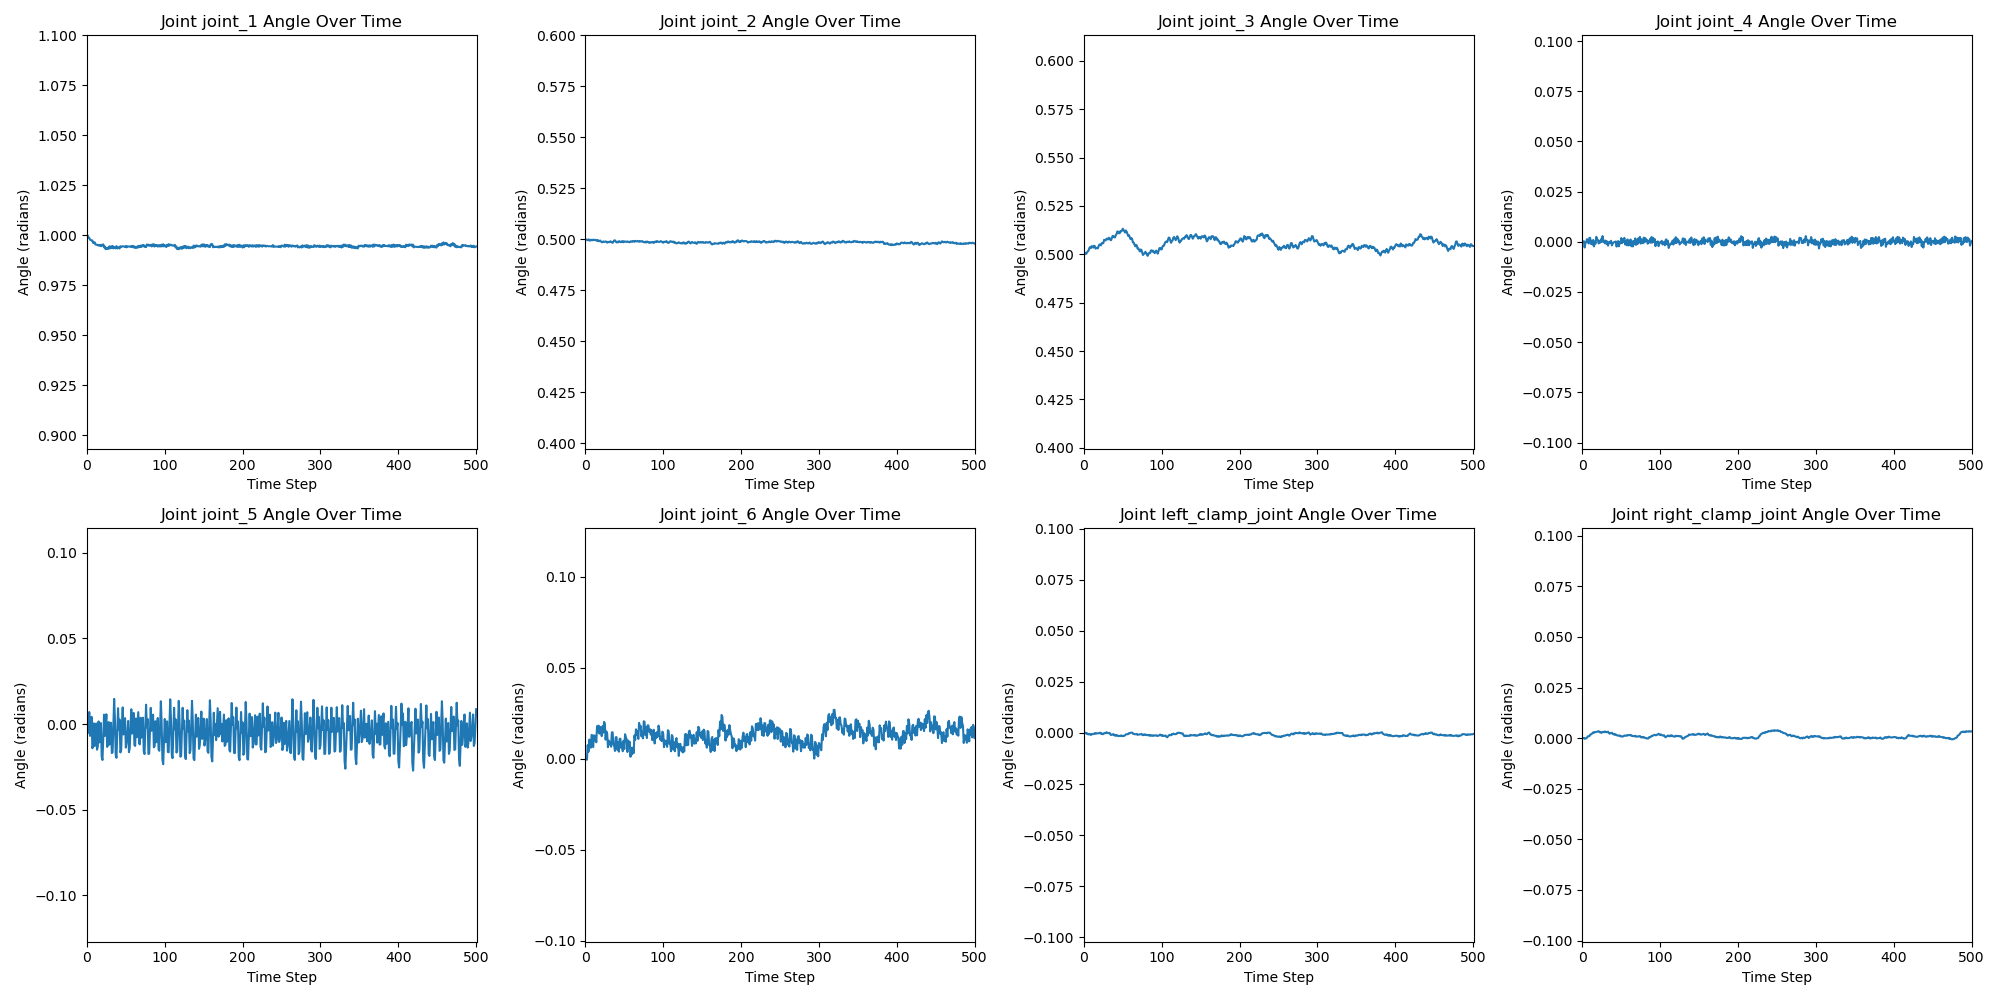 Joint joint_1 Angle Over Time
Joint joint_2 Angle Over Time
Joint joint_3 Angle Over Time
Joint joint_4 Angle Over Time
Angle (radians)
1.100
1.075
1.050
1.025
1.000
0.975
0.950
0.925
0.900
0 100 200 300 400 500
Time Step
Angle (radians)
0.600
0.575
0.550
0.525
0.500
0.475
0.450
0.425
0.400
0 100 200 300 400 500
Time Step
Angle (radians)
0.600
0.575
0.550
0.525
0.500
0.475
0.450
0.425
0.400
0 100 200 300 400 500
Time Step
Angle (radians)
0.100
0.075
0.050
0.025
0.000
−0.025
−0.050
−0.075
−0.100
0 100 200 300 400 500
Time Step
Joint joint_5 Angle Over Time
Joint joint_6 Angle Over Time
Joint left_clamp_joint Angle Over Time
Joint right_clamp_joint Angle Over Time
Angle (radians)
0.10
0.05
0.00
−0.05
−0.10
0 100 200 300 400 500
Time Step
Angle (radians)
0.10
0.05
0.00
−0.05
−0.10
0 100 200 300 400 500
Time Step
Angle (radians)
0.100
0.075
0.050
0.025
0.000
−0.025
−0.050
−0.075
−0.100
0 100 200 300 400 500
Time Step
Angle (radians)
0.100
0.075
0.050
0.025
0.000
−0.025
−0.050
−0.075
−0.100
0 100 200 300 400 500
Time Step